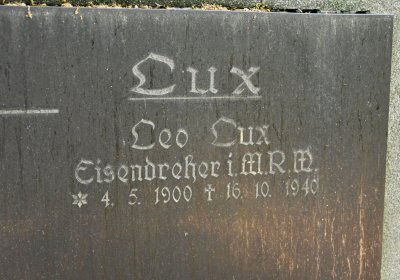 Lux
Leo Lux
Eisendreher i.M.R.M.
* 4. 5. 1900 ✝ 16. 10. 1940